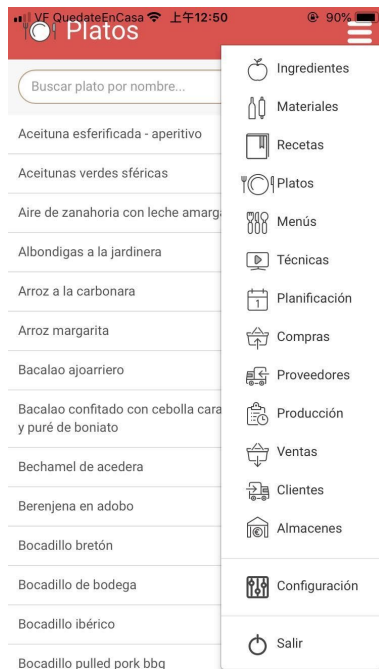 VF QuedateEnCasa 上午12:50 90%
Platos
Buscar plato por nombre...
Aceituna esferificada - aperitivo
Aceitunas verdes sféricas
Aire de zanahoria con leche amarg
Albondigas a la jardinera
Arroz a la carbonara
Arroz margarita
Bacalao ajoarriero
Bacalao confitado con cebolla cara
y puré de boniato
Bechamel de acedera
Berenjena en adobo
Bocadillo bretón
Bocadillo de bodega
Bocadillo ibérico
Bocadillo pulled pork bbq
Ingredientes
Materiales
Recetas
Platos
Menús
Técnicas
1
Planificación
Compras
Proveedores
Producción
Ventas
Clientes
Almacenes
Configuración
Salir